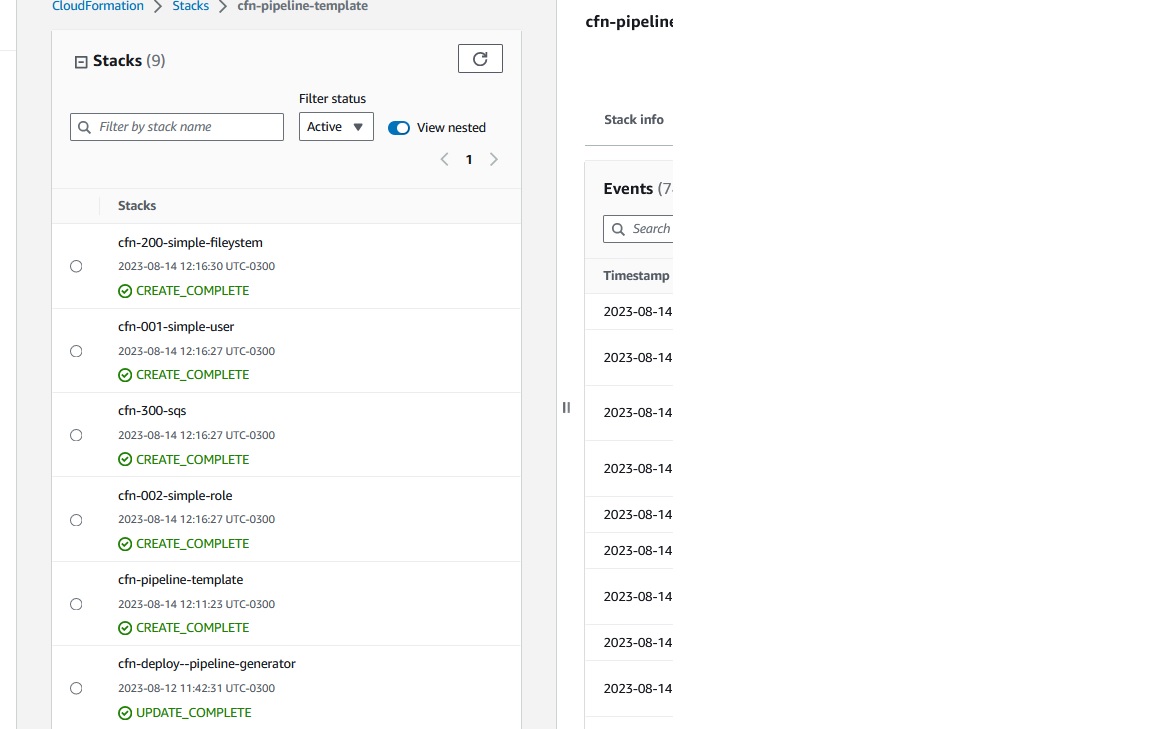 CloudFormation > Stacks > cfn-pipeline-template
Stacks (9)
Filter status
Filter by stack name
Active
View nested
1
Stacks
cfn-200-simple-fileystem
2023-08-14 12:16:30 UTC-0300
CREATE_COMPLETE
cfn-001-simple-user
2023-08-14 12:16:27 UTC-0300
CREATE_COMPLETE
cfn-300-sqs
2023-08-14 12:16:27 UTC-0300
CREATE_COMPLETE
cfn-002-simple-role
2023-08-14 12:16:27 UTC-0300
CREATE_COMPLETE
cfn-pipeline-template
2023-08-14 12:11:23 UTC-0300
CREATE_COMPLETE
cfn-deploy--pipeline-generator
2023-08-12 11:42:31 UTC-0300
UPDATE_COMPLETE
cfn-pipeline
Stack info
Events (7
Search
Timestamp
2023-08-14
2023-08-14
2023-08-14
2023-08-14
2023-08-14
2023-08-14
2023-08-14
2023-08-14
2023-08-14